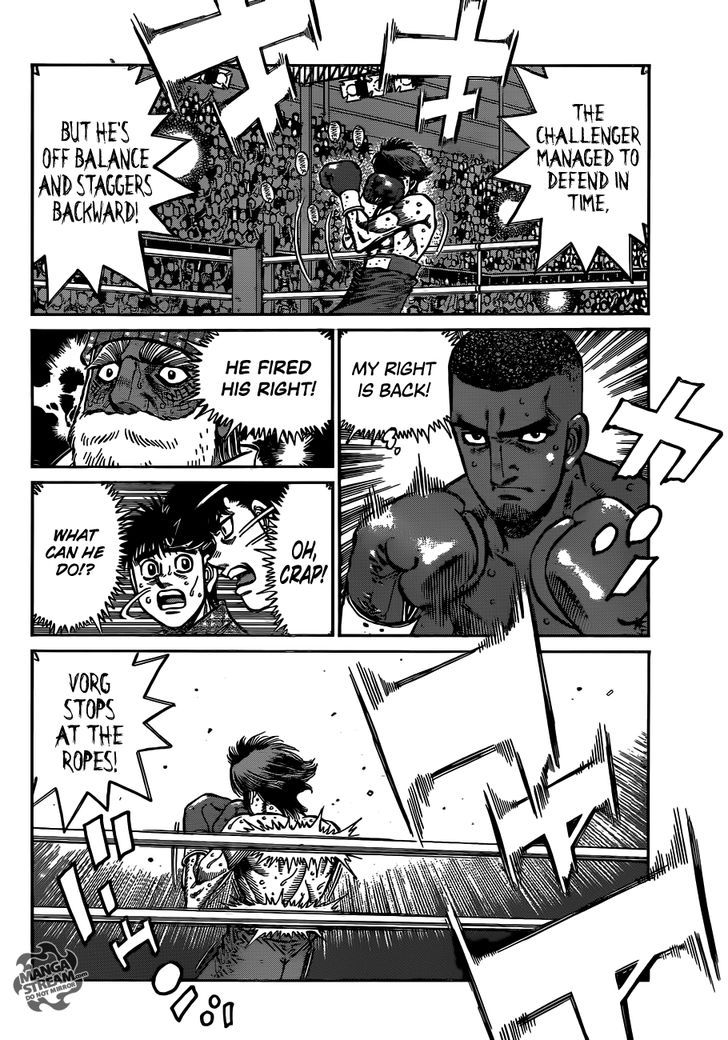 THE
CHALLENGER
MANAGED TO
DEFEND IN
TIME,
BUT HE'S
OFF BALANCE
AND STAGGERS
BACKWARD!
MY RIGHT
IS BACK!
HE FIRED
HIS RIGHT!
OH,
CRAP!
WHAT
CAN HE
DO!?
VORG
STOPS
AT THE
ROPES!
MANGA
STREAM.com
DO NOT MIRROR